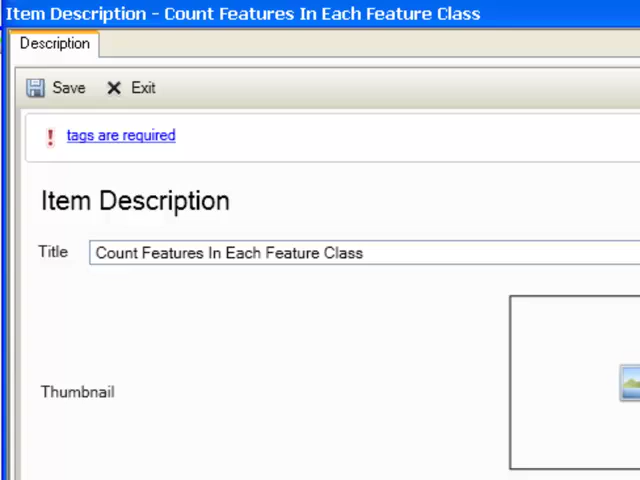 Item Description - Count Features In Each Feature Class
Description
Save Exit
! tags are required
Item Description
Title Count Features In Each Feature Class
Thumbnail